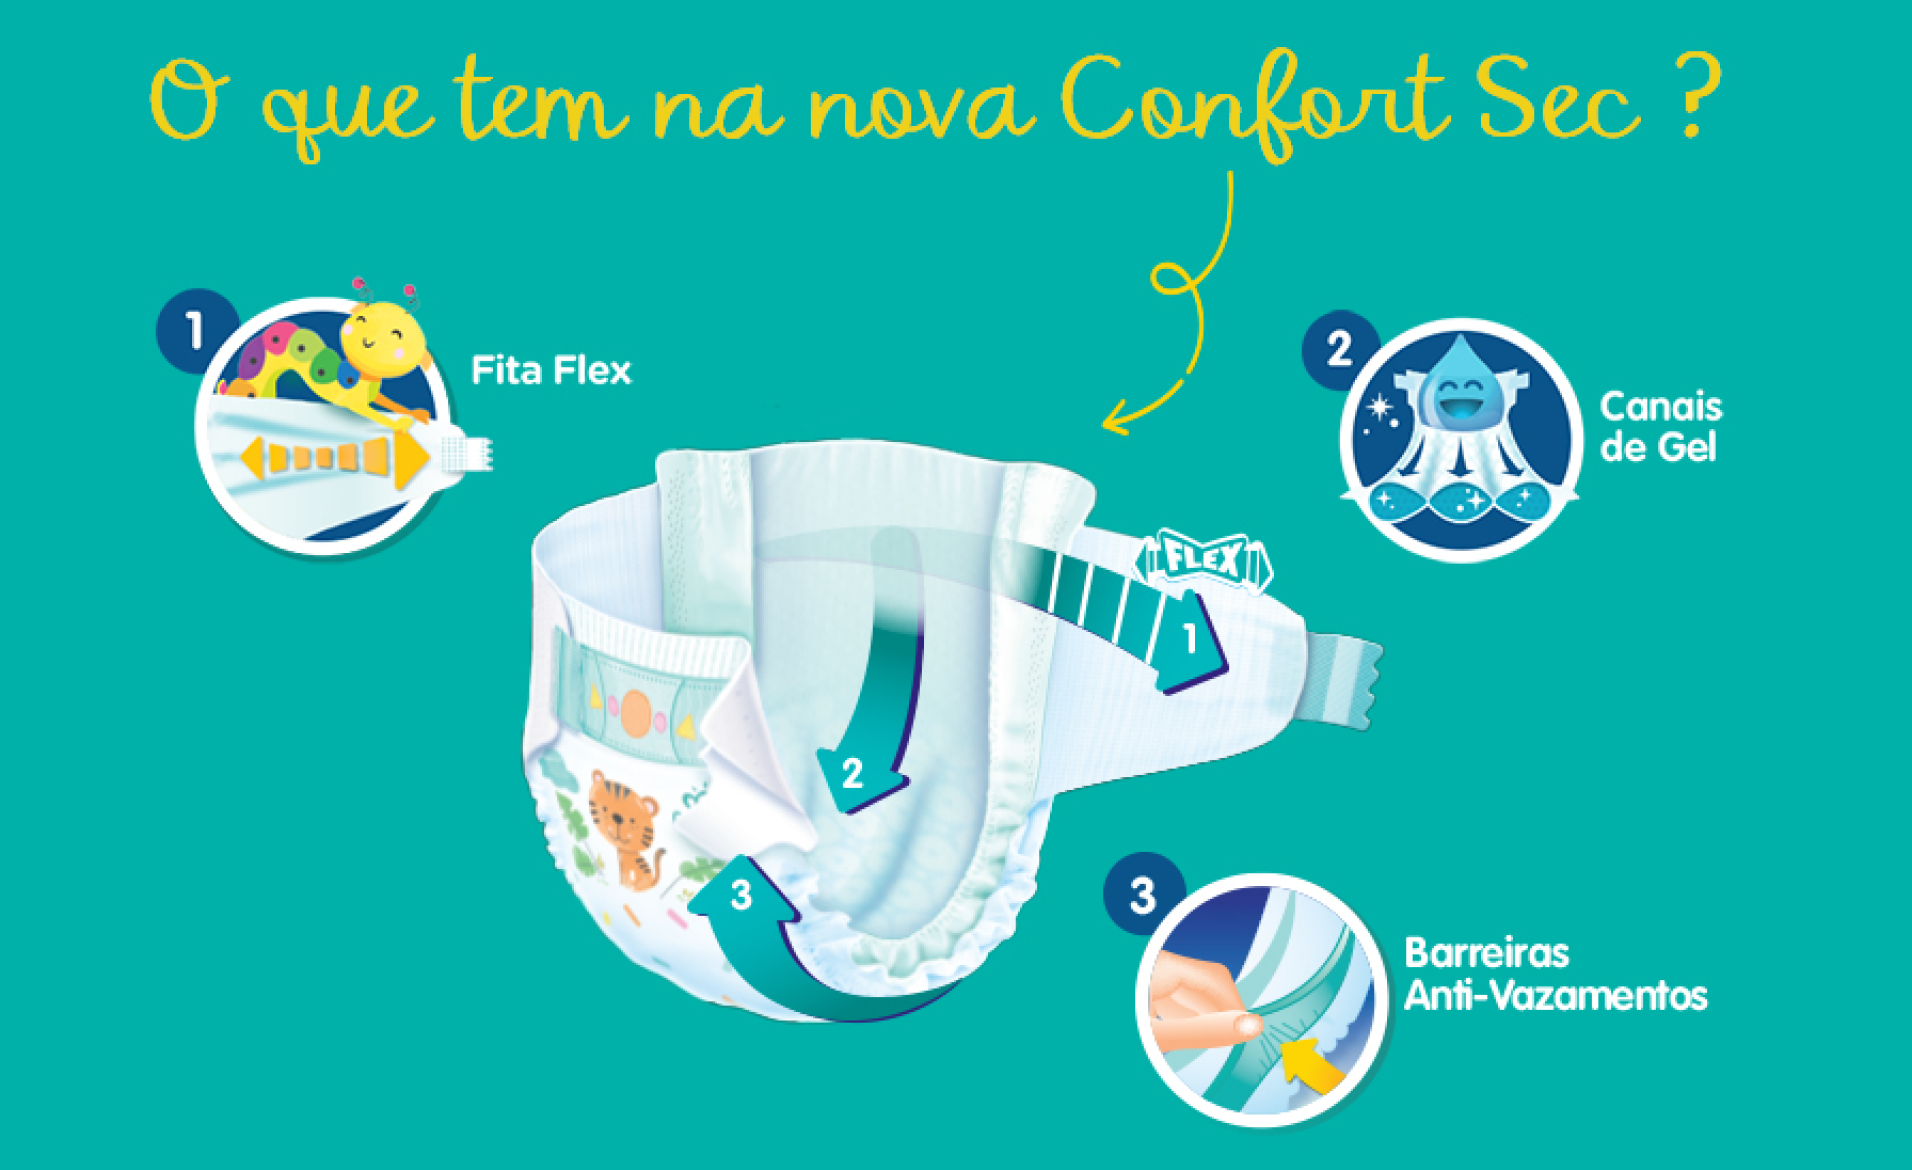 O que tem na nova Confort Sec ?
1
Fita Flex
2
Canais
de Gel
FLEX
1
2
3
3
Barreiras
Anti-Vazamentos